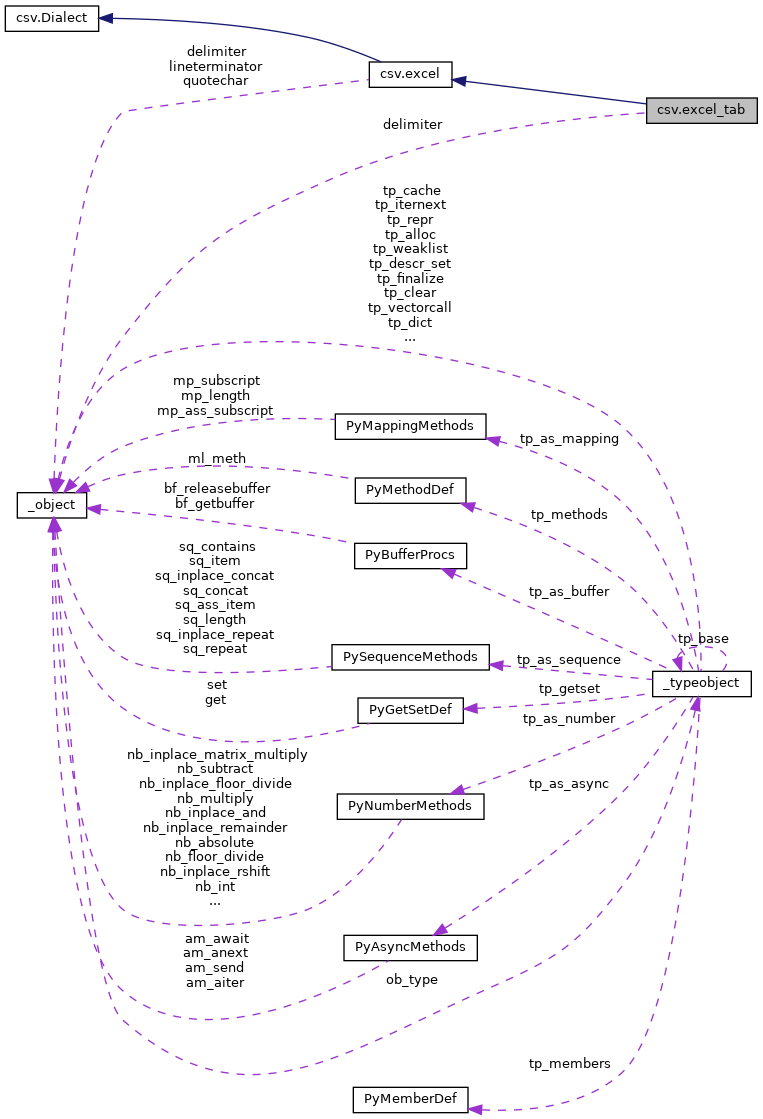 csv.Dialect
delimiter
lineterminator
quotechar
csv.excel
csv.excel_tab
delimiter
tp_cache
tp_iternext
tp_repr
tp_alloc
tp_weaklist
tp_descr_set
tp_finalize
tp_clear
tp_vectorcall
tp_dict
...
mp_subscript
mp_length
mp_ass_subscript
PyMappingMethods
tp_as_mapping
ml_meth
PyMethodDef
tp_methods
_object
bf_releasebuffer
bf_getbuffer
PyBufferProcs
tp_as_buffer
sq_contains
sq_item
sq_inplace_concat
sq_concat
sq_ass_item
sq_length
sq_inplace_repeat
sq_repeat
PySequenceMethods
tp_as_sequence
tp_base
_typeobject
set
get
PyGetSetDef
tp_getset
tp_as_number
nb_inplace_matrix_multiply
nb_subtract
nb_inplace_floor_divide
nb_multiply
nb_inplace_and
nb_inplace_remainder
nb_absolute
nb_floor_divide
nb_inplace_rshift
nb_int
...
PyNumberMethods
tp_as_async
am_await
am_anext
am_send
am_aiter
PyAsyncMethods
ob_type
tp_members
PyMemberDef